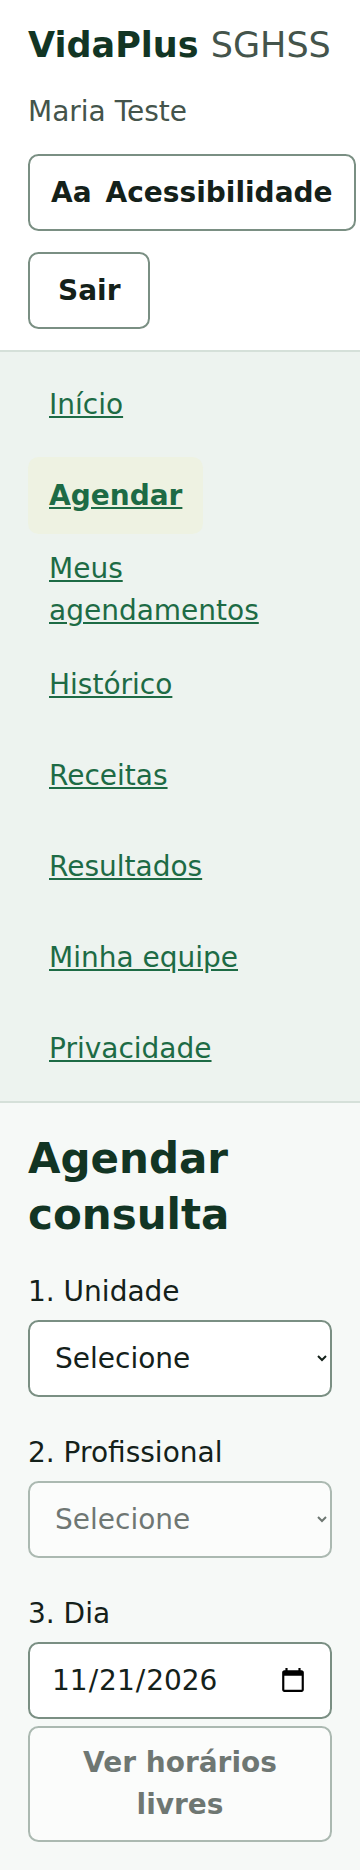 VidaPlus SGHSS
Maria Teste
Aa Acessibilidade
Sair
Início
Agendar
Meus
agendamentos
Histórico
Receitas
Resultados
Minha equipe
Privacidade
Agendar
consulta
1. Unidade
Selecione
2. Profissional
Selecione
3. Dia
11/21/2026
Ver horários
livres